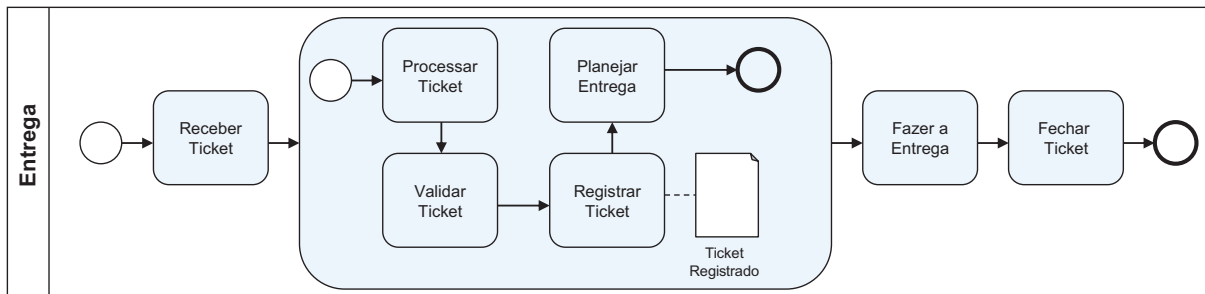 Entrega
Receber
Ticket
Processar
Ticket
Validar
Ticket
Registrar
Ticket
Planejar
Entrega
Ticket
Registrado
Fazer a
Entrega
Fechar
Ticket